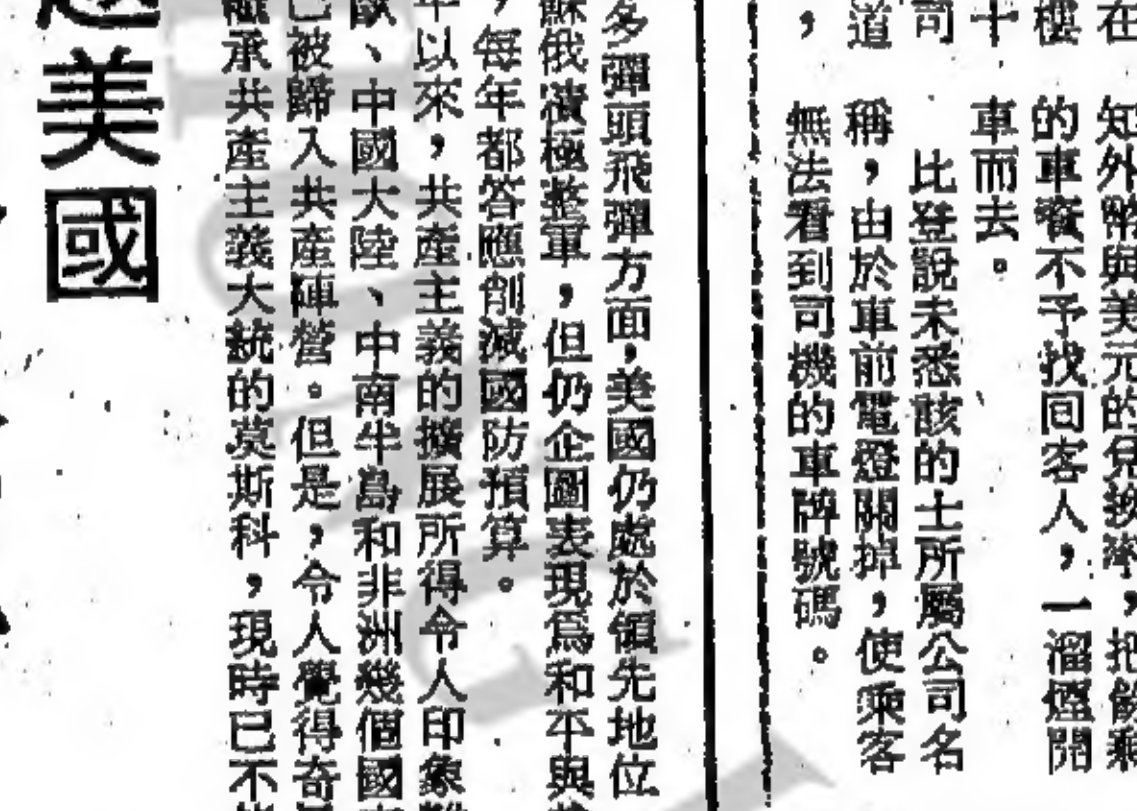 在
樓
十
司
道
，
知外幣與美元的兌換率，把餘剩
的車資不予找回客人，一溜煙開
車而去。
比登說未悉該的士所屬公司名
稱，由於車前電燈關掉，使乘客
無法看到司機的車牌號碼。
多彈頭飛彈方面，美國仍處於領先地位
蘇俄積極整軍，但仍企圖表現爲和平與
，每年都答應削減國防預算。
年以來，共產主義的擴展所得令人印象
歐、中國大陸、中南半島和非洲幾個國
已被歸入共產陣營。但是，令人覺得奇
承共產主義大統的莫斯科，現時已不
美國